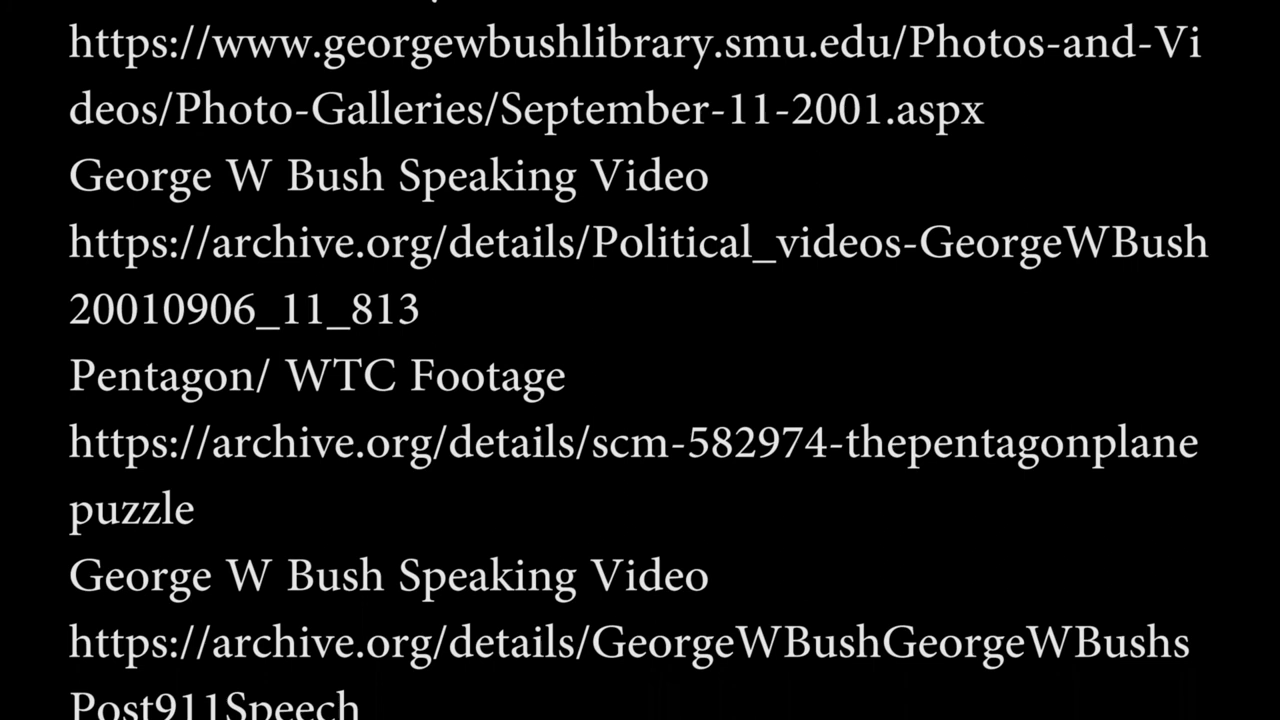 https://www.georgewbushlibrary.smu.edu/Photos-and-Vi
deos/Photo-Galleries/September-11-2001.aspx
George W Bush Speaking Video
https://archive.org/details/Political_videos-GeorgeWBush
20010906_11_813
Pentagon/ WTC Footage
https://archive.org/details/scm-582974-thepentagonplane
puzzle
George W Bush Speaking Video
https://archive.org/details/GeorgeWBushGeorgeWBushs
Post911Speech